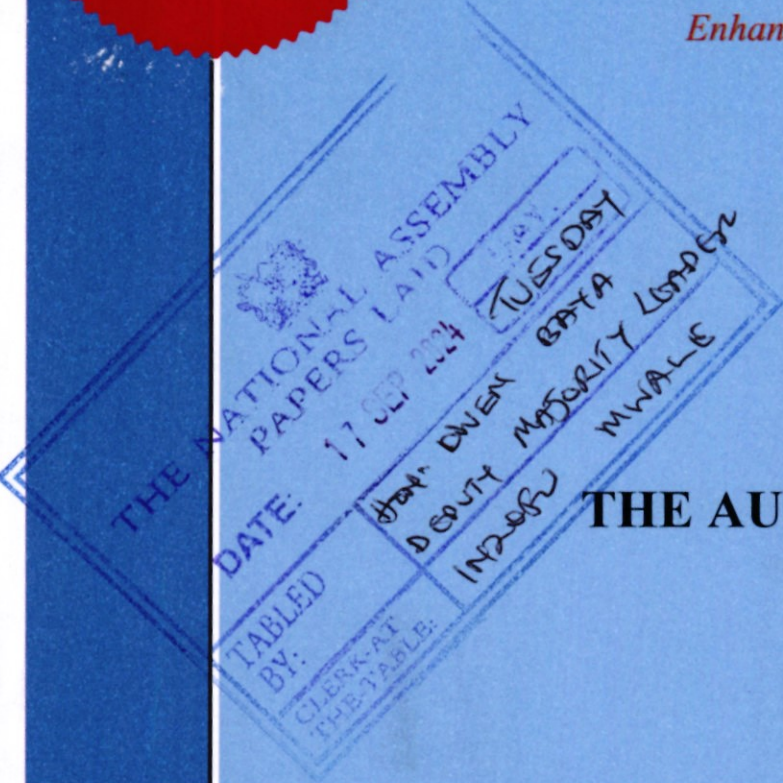 Enhan
THE NATIONAL ASSEMBLY
PAPERS LAID
DATE: 17 SEP 2024
DAY.
TUESDAY
TABLED BY:
HON. OWEN BAYA
DEPUTY MAJORITY LEADER
CLERK-AT THE-TABLE:
INZOFU MWALE
THE AU